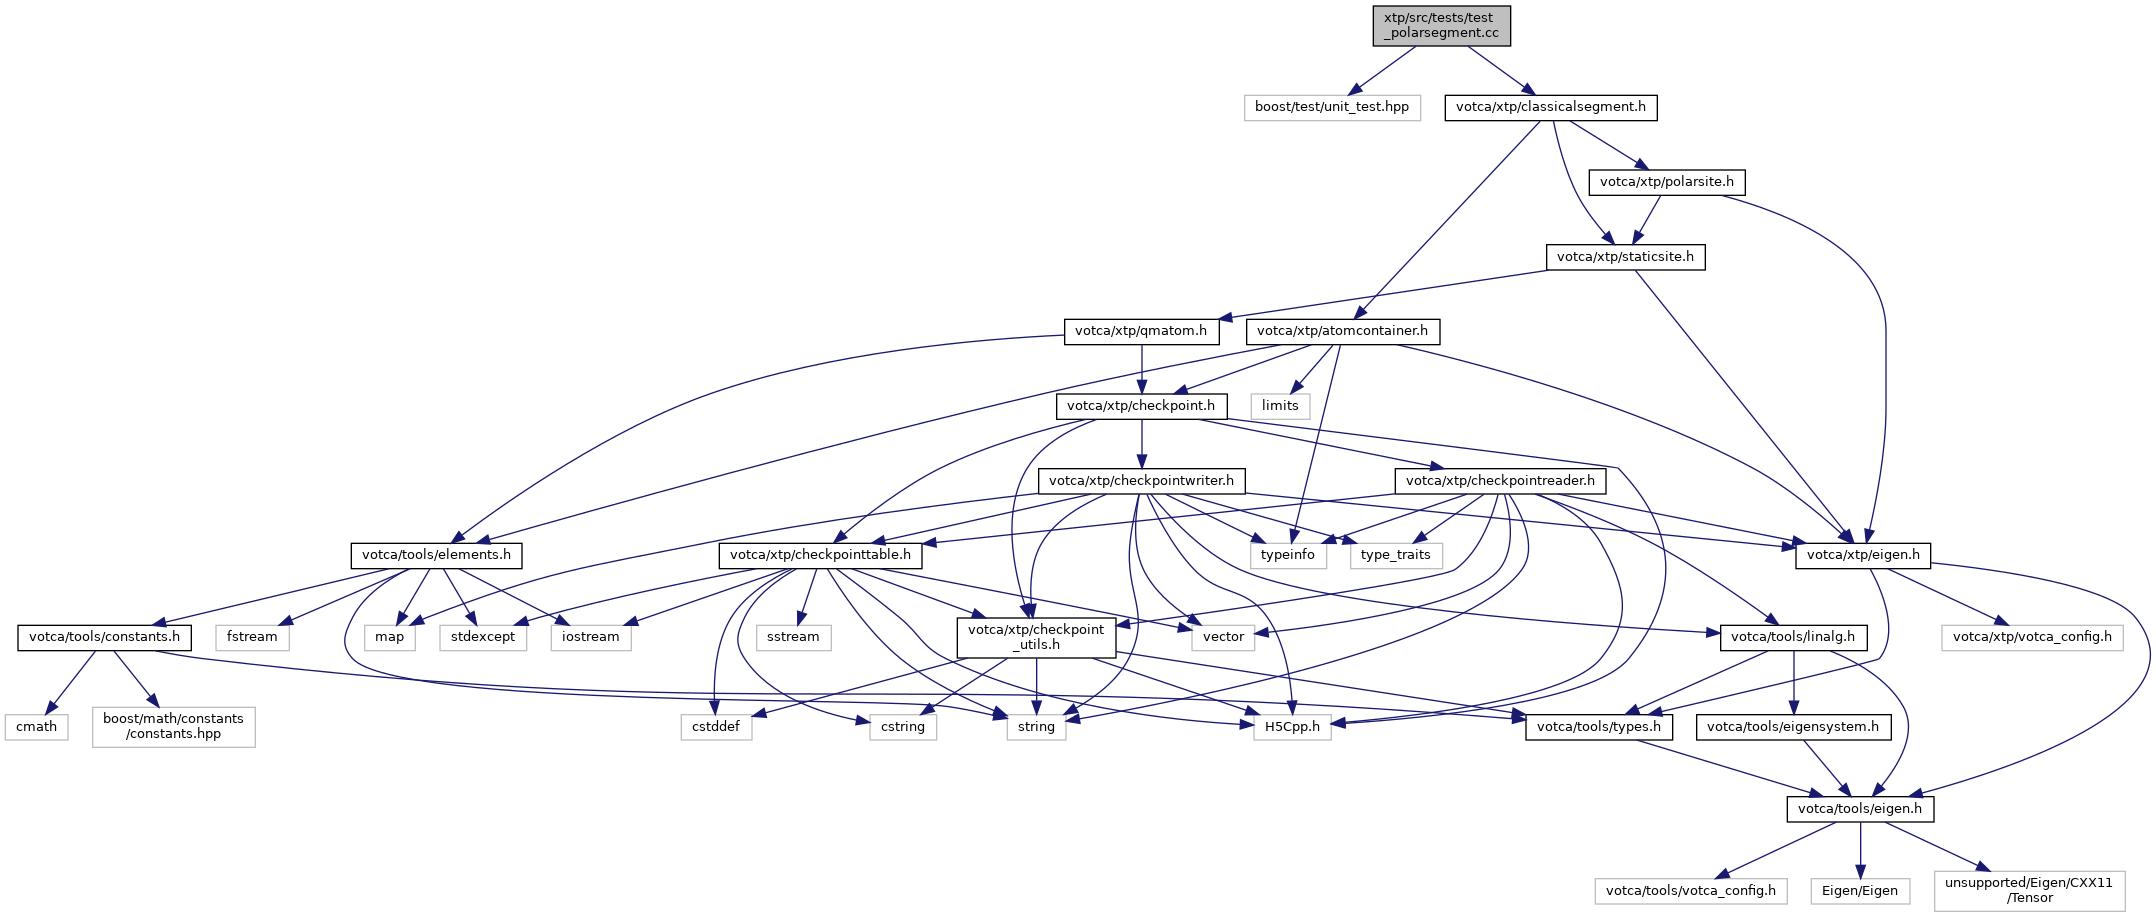 xtp/src/tests/test
_polarsegment.cc
boost/test/unit_test.hpp
votca/xtp/classicalsegment.h
votca/xtp/polarsite.h
votca/xtp/staticsite.h
votca/xtp/qmatom.h
votca/xtp/atomcontainer.h
votca/xtp/checkpoint.h
limits
votca/xtp/checkpointwriter.h
votca/xtp/checkpointreader.h
votca/tools/elements.h
votca/xtp/checkpointtable.h
typeinfo
type_traits
votca/xtp/eigen.h
votca/tools/constants.h
fstream
map
stdexcept
iostream
sstream
votca/xtp/checkpoint
_utils.h
vector
votca/tools/linalg.h
votca/xtp/votca_config.h
cmath
boost/math/constants
/constants.hpp
cstddef
cstring
string
H5Cpp.h
votca/tools/types.h
votca/tools/eigensystem.h
votca/tools/eigen.h
votca/tools/votca_config.h
Eigen/Eigen
unsupported/Eigen/CXX11
/Tensor